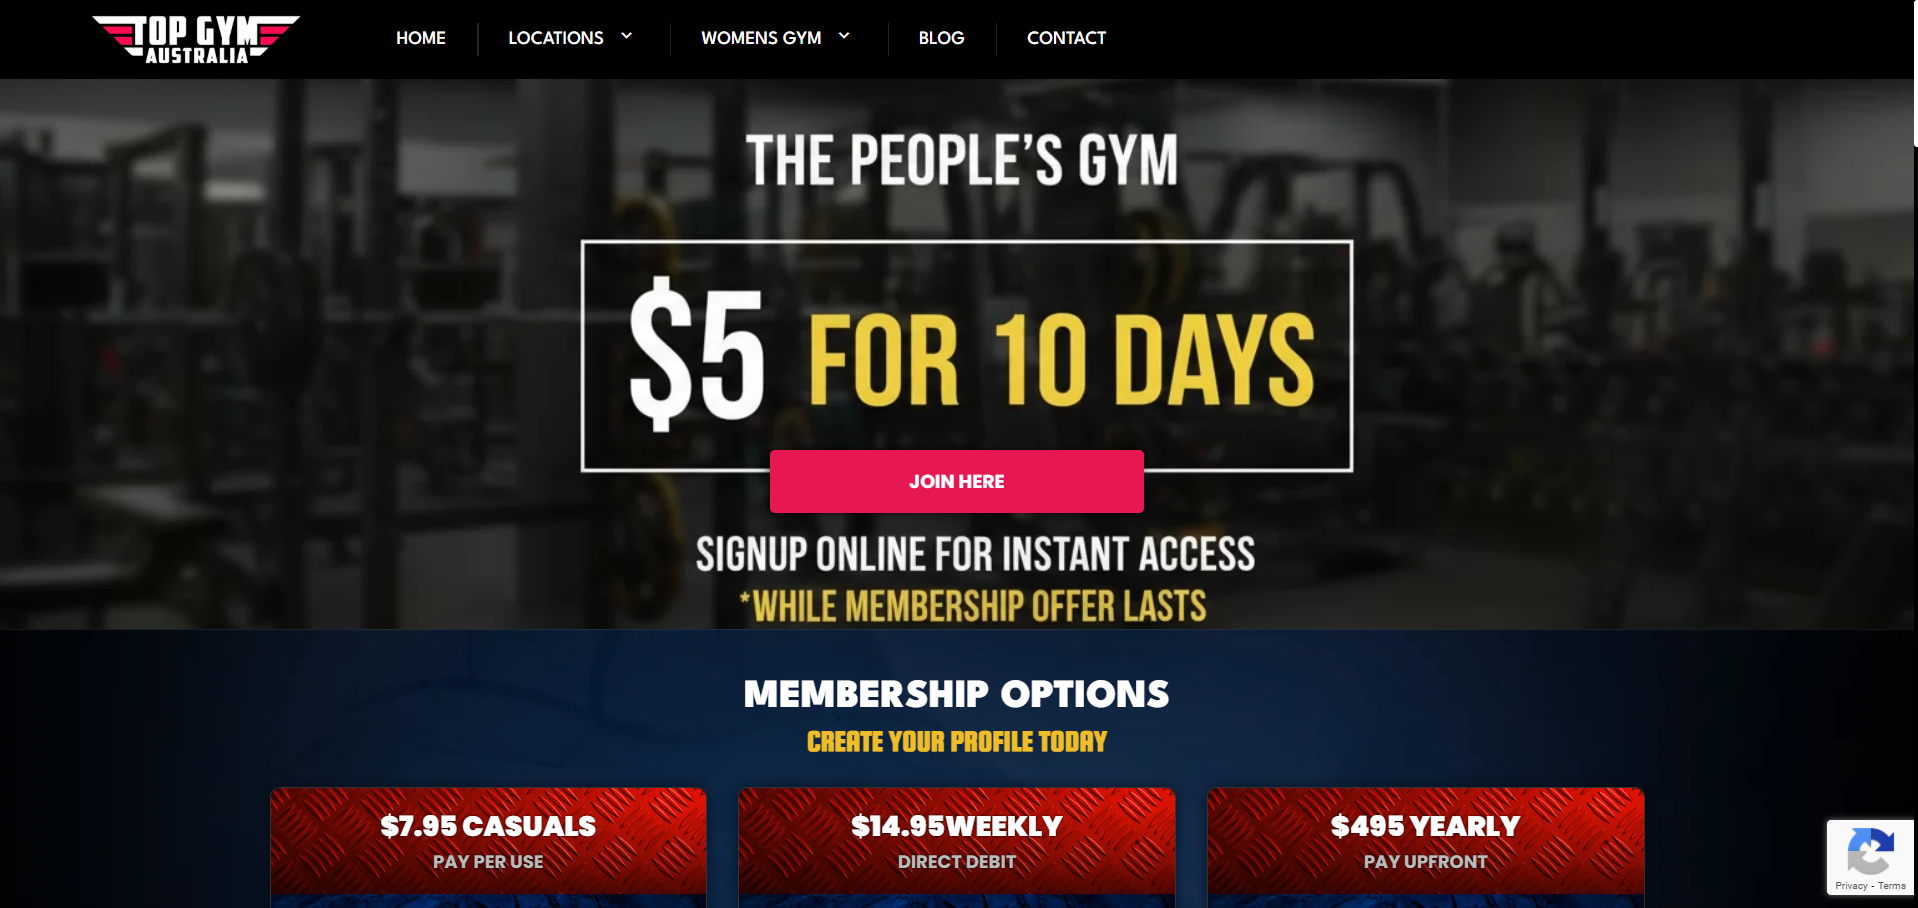 TOP GYM
AUSTRALIA
HOME
LOCATIONS
WOMENS GYM
BLOG
CONTACT
THE PEOPLE'S GYM
$5 FOR 10 DAYS
JOIN HERE
SIGNUP ONLINE FOR INSTANT ACCESS
*WHILE MEMBERSHIP OFFER LASTS
MEMBERSHIP OPTIONS
CREATE YOUR PROFILE TODAY
$7.95 CASUALS
PAY PER USE
$14.95WEEKLY
DIRECT DEBIT
$495 YEARLY
PAY UPFRONT
Privacy - Terms